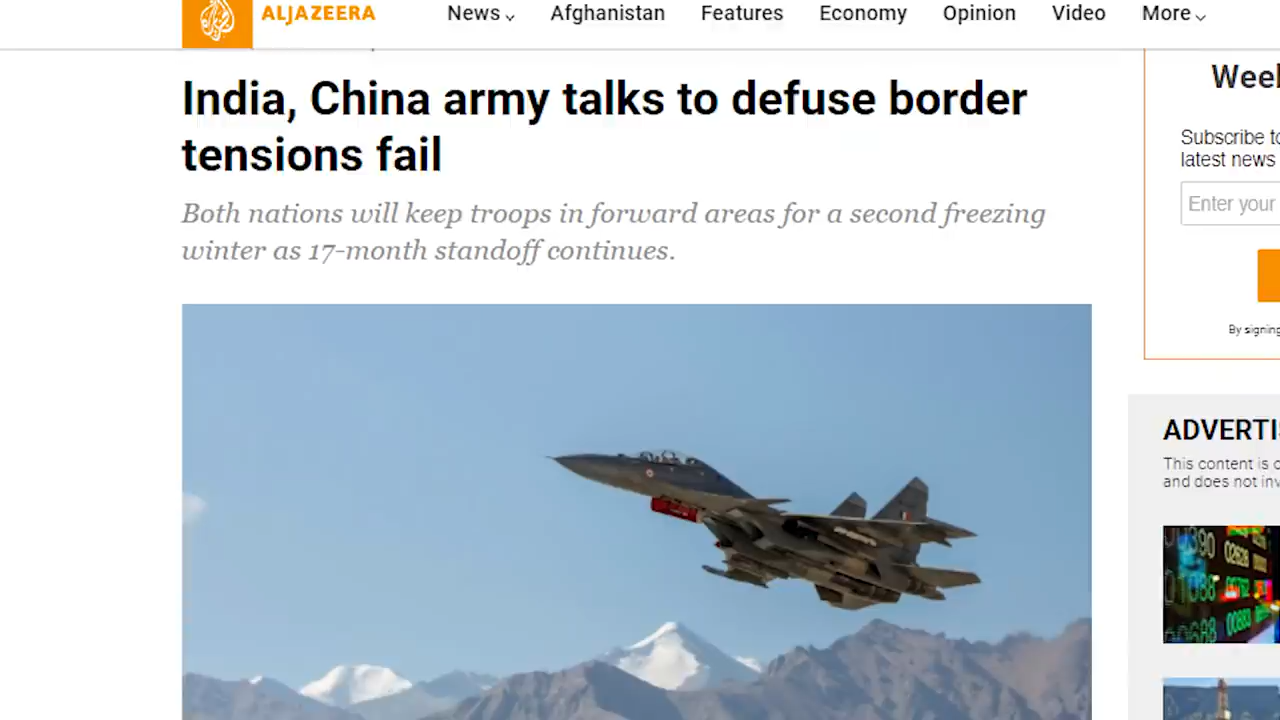 ALJAZEERA
News Afghanistan Features Economy Opinion Video More
India, China army talks to defuse border
tensions fail
Both nations will keep troops in forward areas for a second freezing
winter as 17-month standoff continues.
Subscribe to
latest news
Enter your
By signing
This content is
and does not